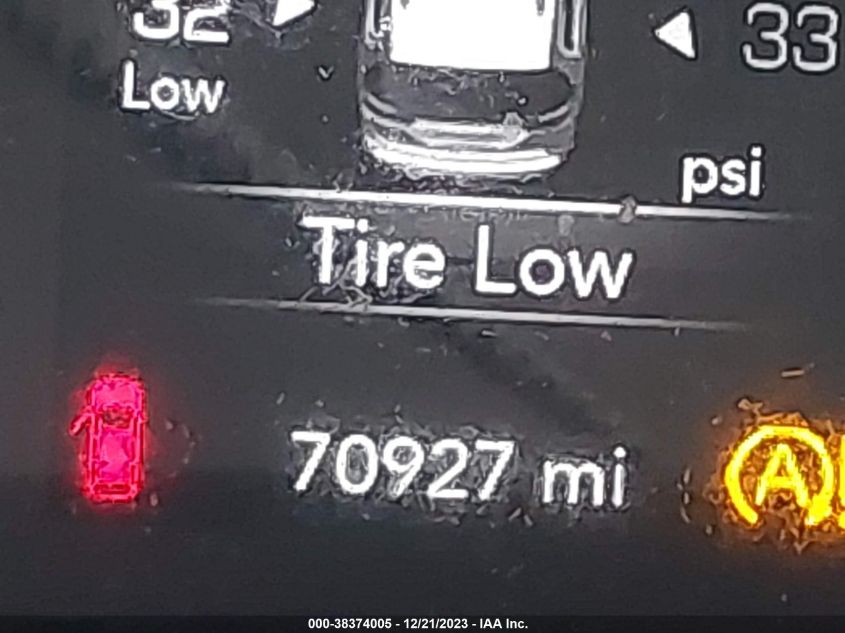 32 33
Low
psi
Tire Low
70927 mi
A
000-38374005 - 12/21/2023 - IAA Inc.